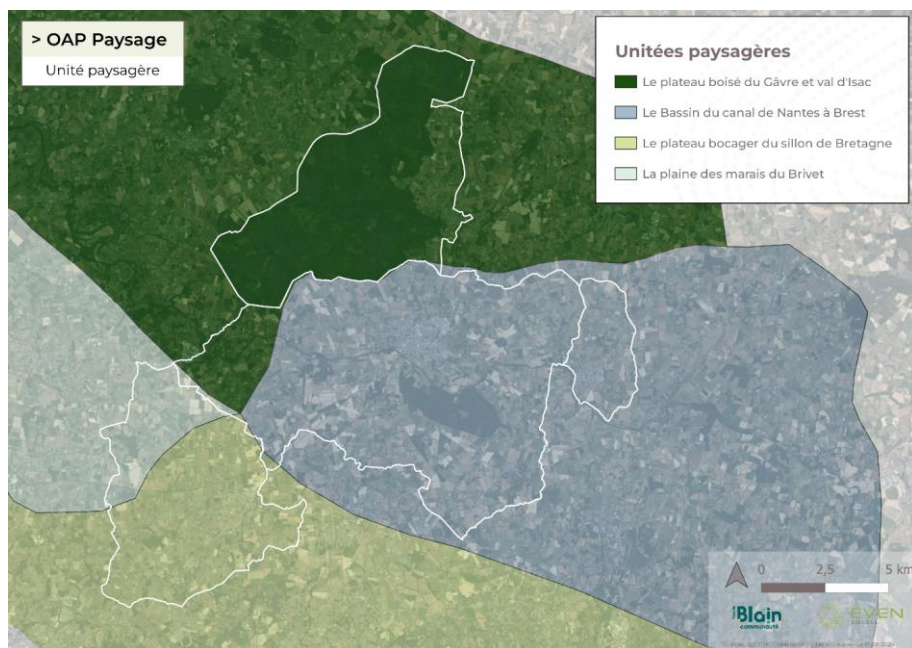 > OAP Paysage
Unité paysagère
Unitées paysagères
Le plateau boisé du Gâvre et val d'Isac
Le Bassin du canal de Nantes à Brest
Le plateau bocager du sillon de Bretagne
La plaine des marais du Brivet
0 2,5 5 km
Blain
communauté
EVEN
CONSEIL